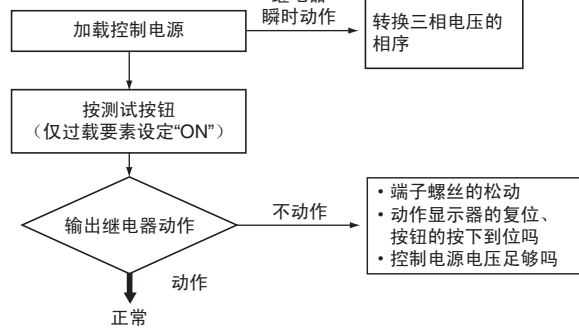 加载控制电源
瞬时动作
转换三相电压的
相序
按测试按钮
（仅过载要素设定“ON”）
输出继电器动作
不动作
• 端子螺丝的松动
• 动作显示器的复位、
按钮的按下到位吗
• 控制电源电压足够吗
动作
正常